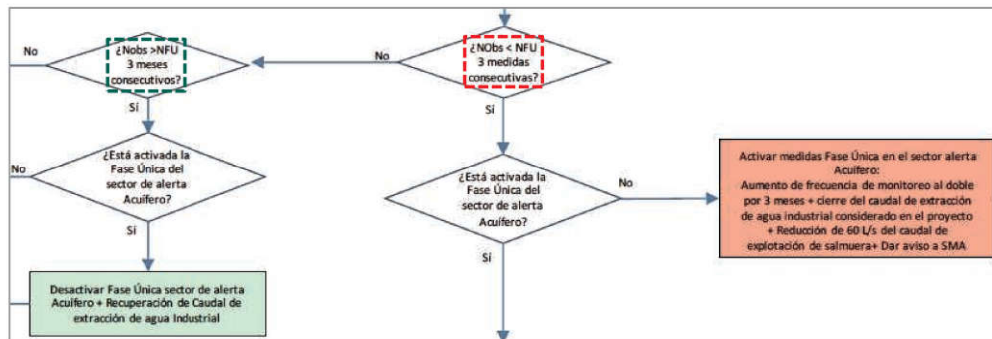 No
¿Nobs >NFU
3 meses
consecutivos?
¿NObs < NFU
3 medidas
consecutivas?
No
Sí
Sí
No
¿Está activada la
Fase Única del
sector de alerta
Acuífero?
¿Está activada la
Fase Única del
sector de alerta
Acuífero?
No
Activar medidas Fase Única en el sector alerta
Acuífero:
Aumento de frecuencia de monitoreo al doble
por 3 meses + cierre del caudal de extracción
de agua industrial considerado en el proyecto
+ Reducción de 60 L/s del caudal de
explotación de salmuera+ Dar aviso a SMA
Sí
Sí
Desactivar Fase Única sector de alerta
Acuífero + Recuperación de Caudal de
extracción de agua Industrial